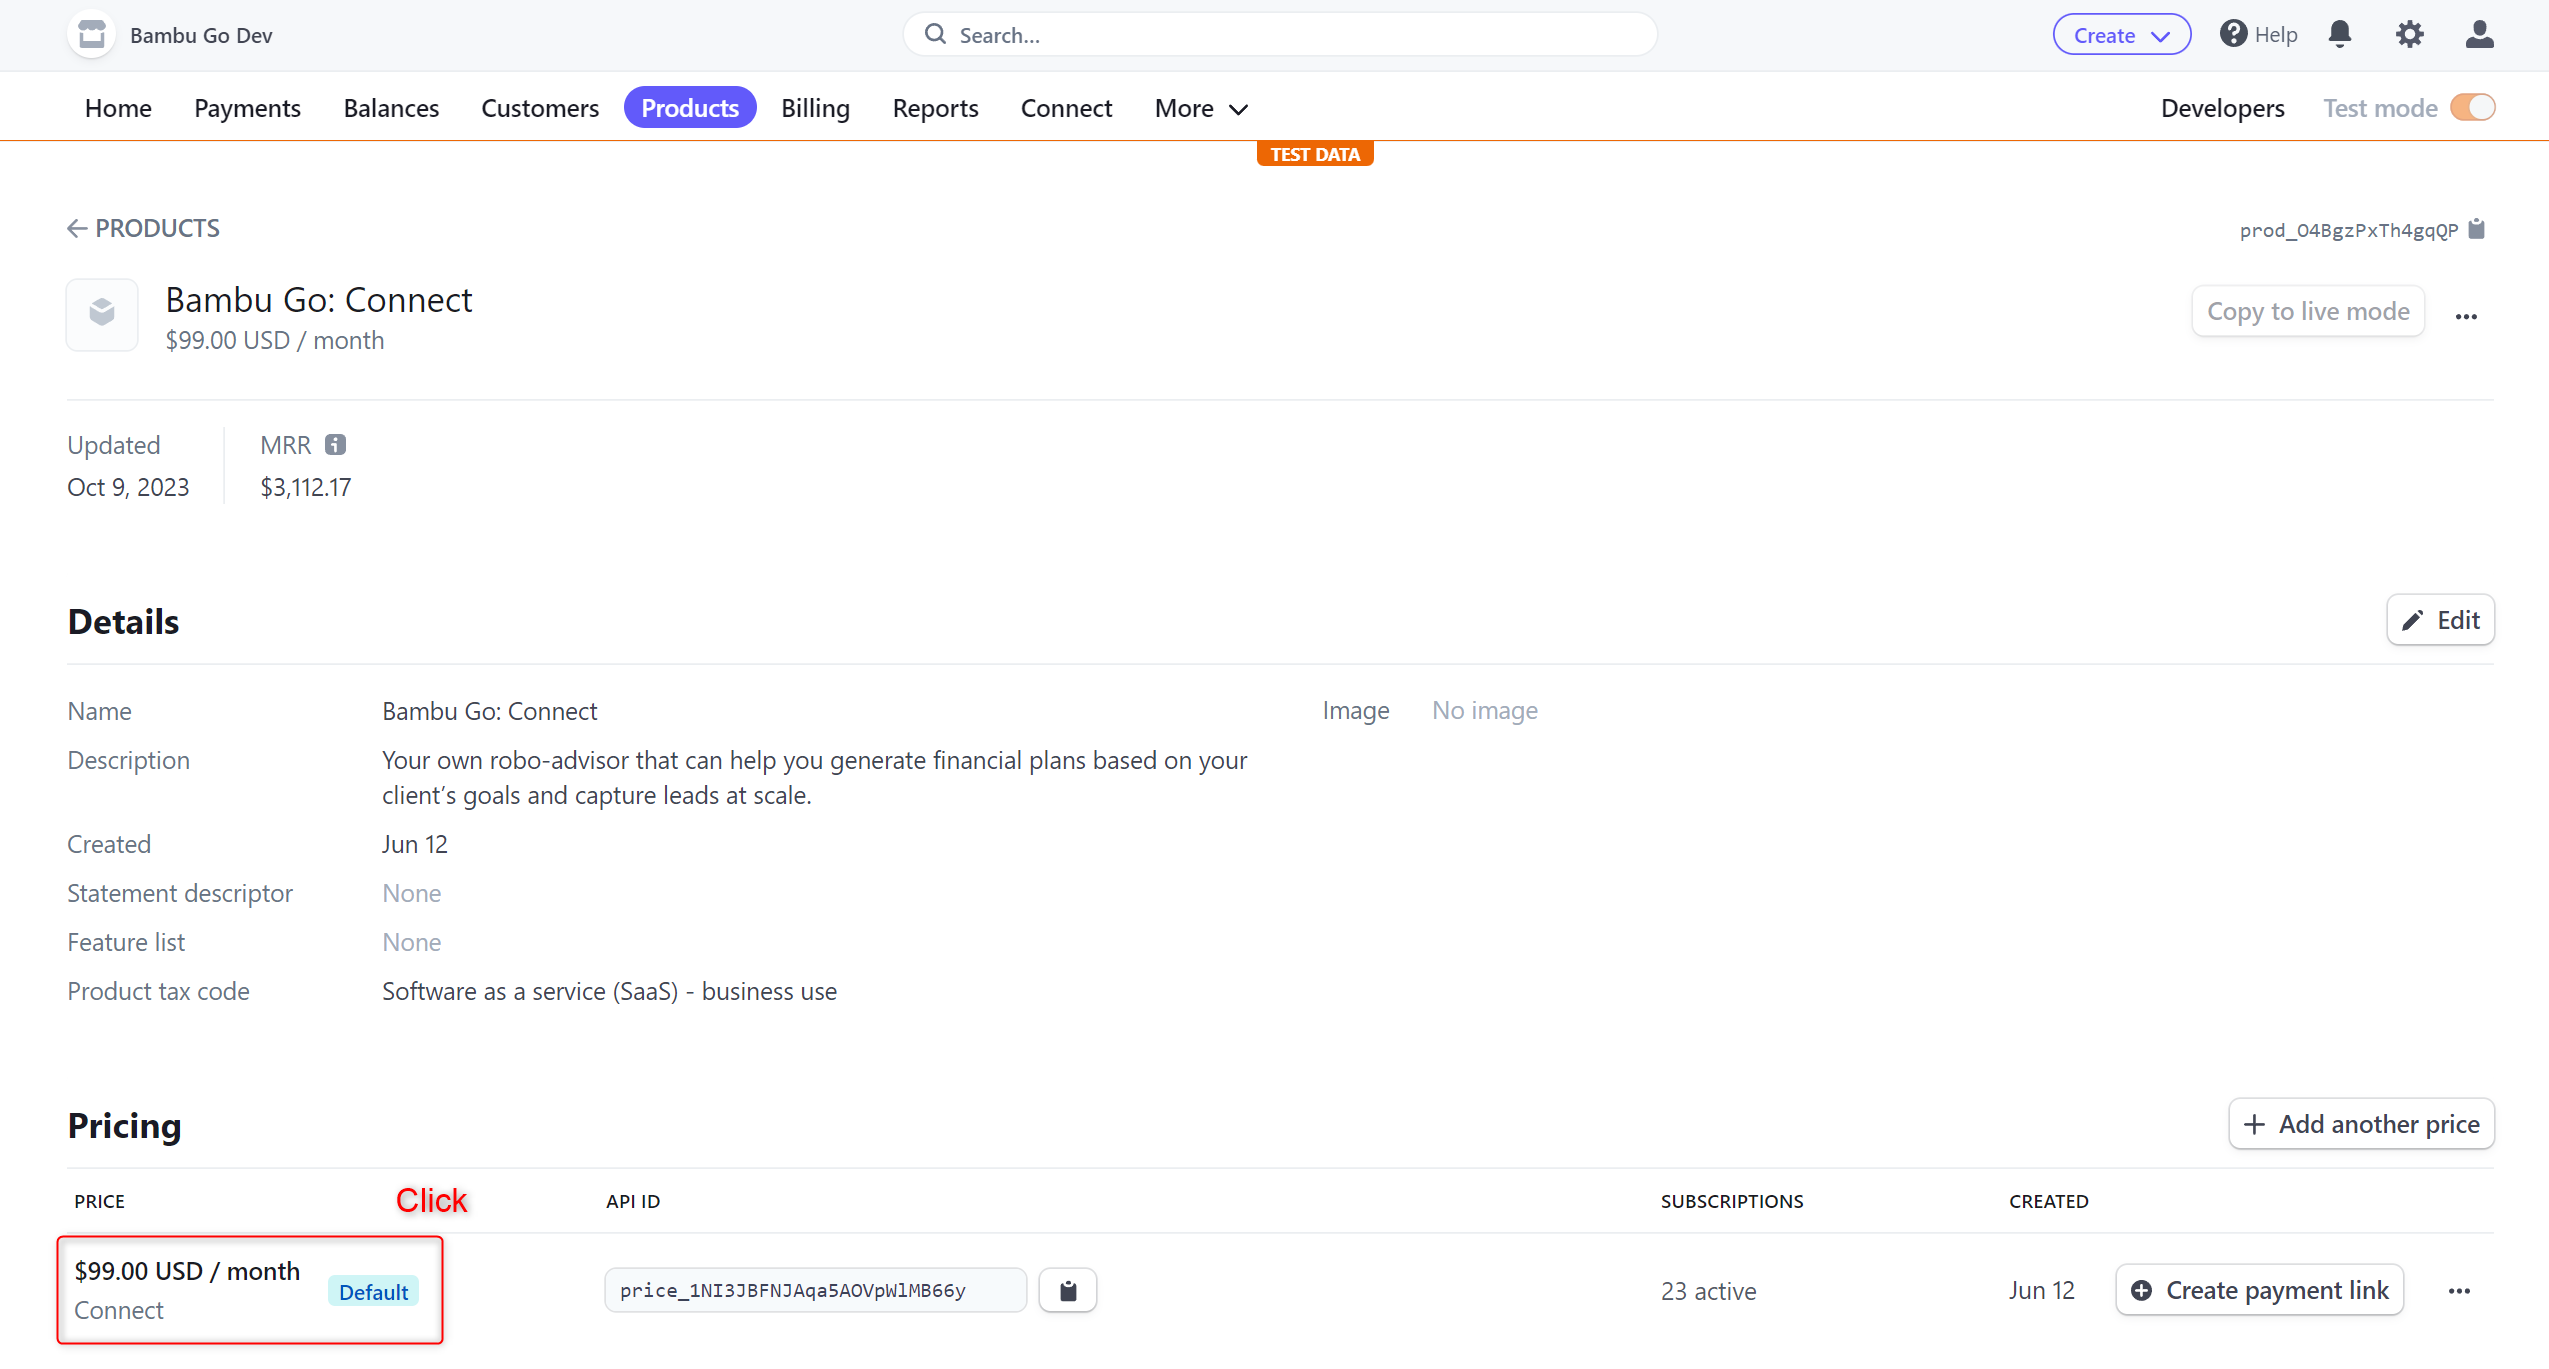 Bambu Go Dev
Search...
Create
Help
Home Payments Balances Customers Products Billing Reports Connect More
Developers Test mode
TEST DATA
PRODUCTS
prod_O4BgzPxTh4gqQP
Bambu Go: Connect
$99.00 USD / month
Copy to live mode
Updated MRR
Oct 9, 2023 $3,112.17
Details
Edit
Name Bambu Go: Connect
Image No image
Description Your own robo-advisor that can help you generate financial plans based on your
client’s goals and capture leads at scale.
Created Jun 12
Statement descriptor None
Feature list None
Product tax code Software as a service (SaaS) - business use
Pricing
Add another price
PRICE Click API ID SUBSCRIPTIONS CREATED
$99.00 USD / month
Connect
Default
price_1NI3JBFNJAqa5AOVpWlMB66y
23 active
Jun 12
Create payment link